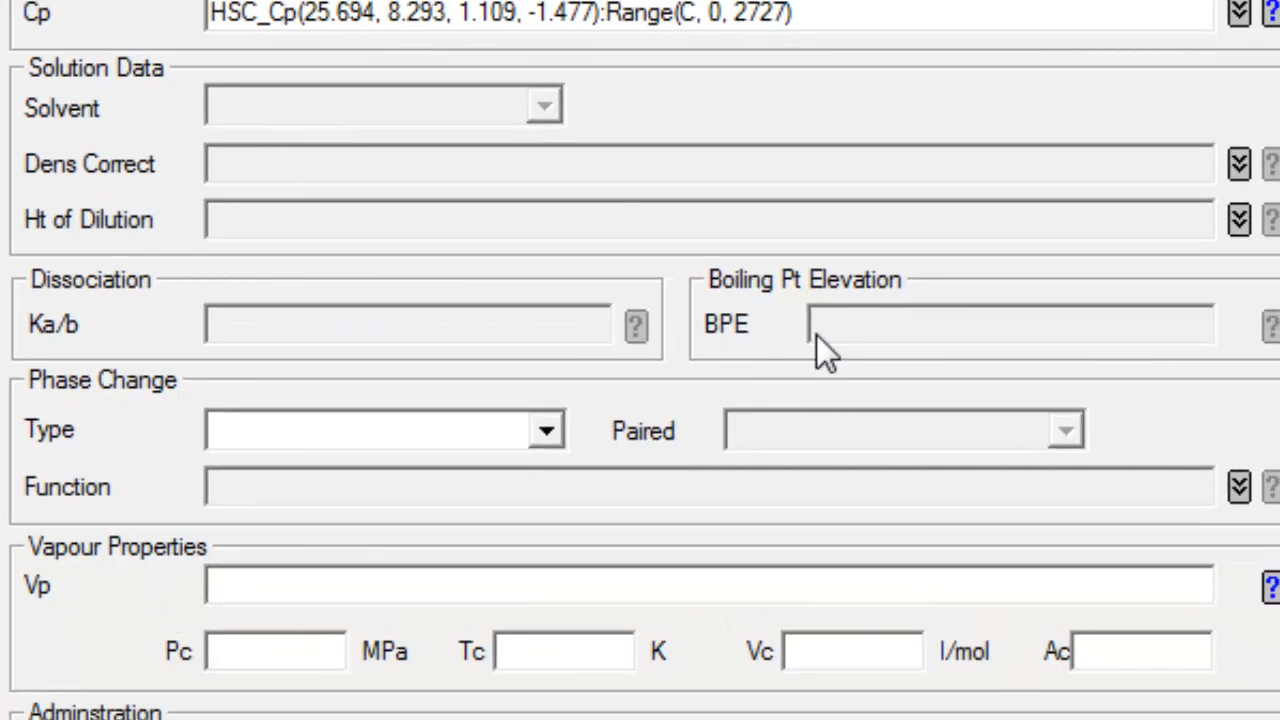 Cp HSC_Cp(25.694, 8.293, 1.109, -1.477):Range(C, 0, 2727) ?
Solution Data
Solvent
Dens Correct ?
Ht of Dilution ?
Dissociation
Ka/b ?
Boiling Pt Elevation
BPE ?
Phase Change
Type Paired
Function ?
Vapour Properties
Vp ?
Pc MPa Tc K Vc l/mol Ac
Adminstration